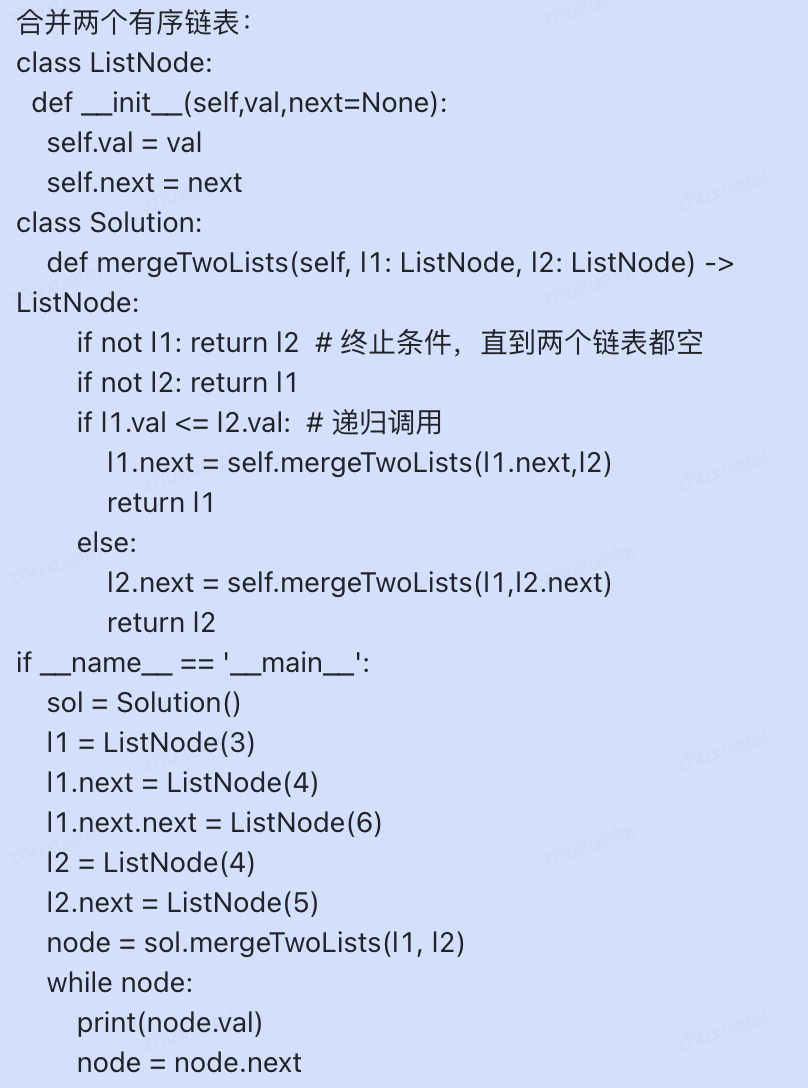 合并两个有序链表：
class ListNode:
  def __init__(self,val,next=None):
    self.val = val
    self.next = next
class Solution:
    def mergeTwoLists(self, l1: ListNode, l2: ListNode) ->
ListNode:
        if not l1: return l2  # 终止条件，直到两个链表都空
        if not l2: return l1
        if l1.val <= l2.val:  # 递归调用
            l1.next = self.mergeTwoLists(l1.next,l2)
            return l1
        else:
            l2.next = self.mergeTwoLists(l1,l2.next)
            return l2
if __name__ == '__main__':
    sol = Solution()
    l1 = ListNode(3)
    l1.next = ListNode(4)
    l1.next.next = ListNode(6)
    l2 = ListNode(4)
    l2.next = ListNode(5)
    node = sol.mergeTwoLists(l1, l2)
    while node:
        print(node.val)
        node = node.next
zhuxuefei